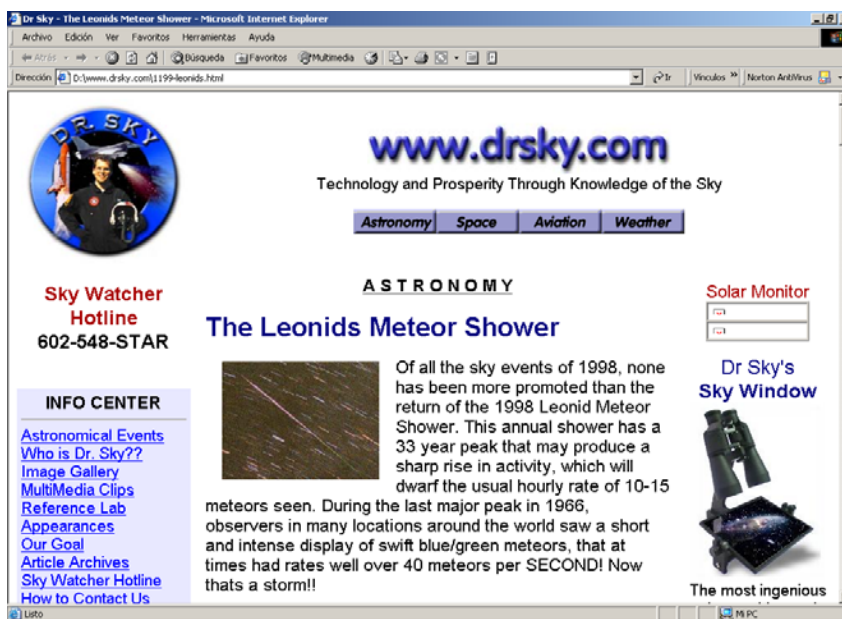 Dr Sky - The Leonids Meteor Shower - Microsoft Internet Explorer
Archivo Edición Ver Favoritos Herramientas Ayuda
Atrás Búsqueda Favoritos Multimedia
Dirección D:\www.drsky.com\1199-leonids.html Ir Vínculos » Norton AntiVirus
DR. SKY
www.drsky.com
Technology and Prosperity Through Knowledge of the Sky
Astronomy Space Aviation Weather
Sky Watcher
Hotline
602-548-STAR
INFO CENTER
Astronomical Events
Who is Dr. Sky??
Image Gallery
MultiMedia Clips
Reference Lab
Appearances
Our Goal
Article Archives
Sky Watcher Hotline
How to Contact Us
ASTRONOMY
The Leonids Meteor Shower
Of all the sky events of 1998, none
has been more promoted than the
return of the 1998 Leonid Meteor
Shower. This annual shower has a
33 year peak that may produce a
sharp rise in activity, which will
dwarf the usual hourly rate of 10-15
meteors seen. During the last major peak in 1966,
observers in many locations around the world saw a short
and intense display of swift blue/green meteors, that at
times had rates well over 40 meteors per SECOND! Now
thats a storm!!
Solar Monitor
Dr Sky's
Sky Window
The most ingenious
Listo Mi PC